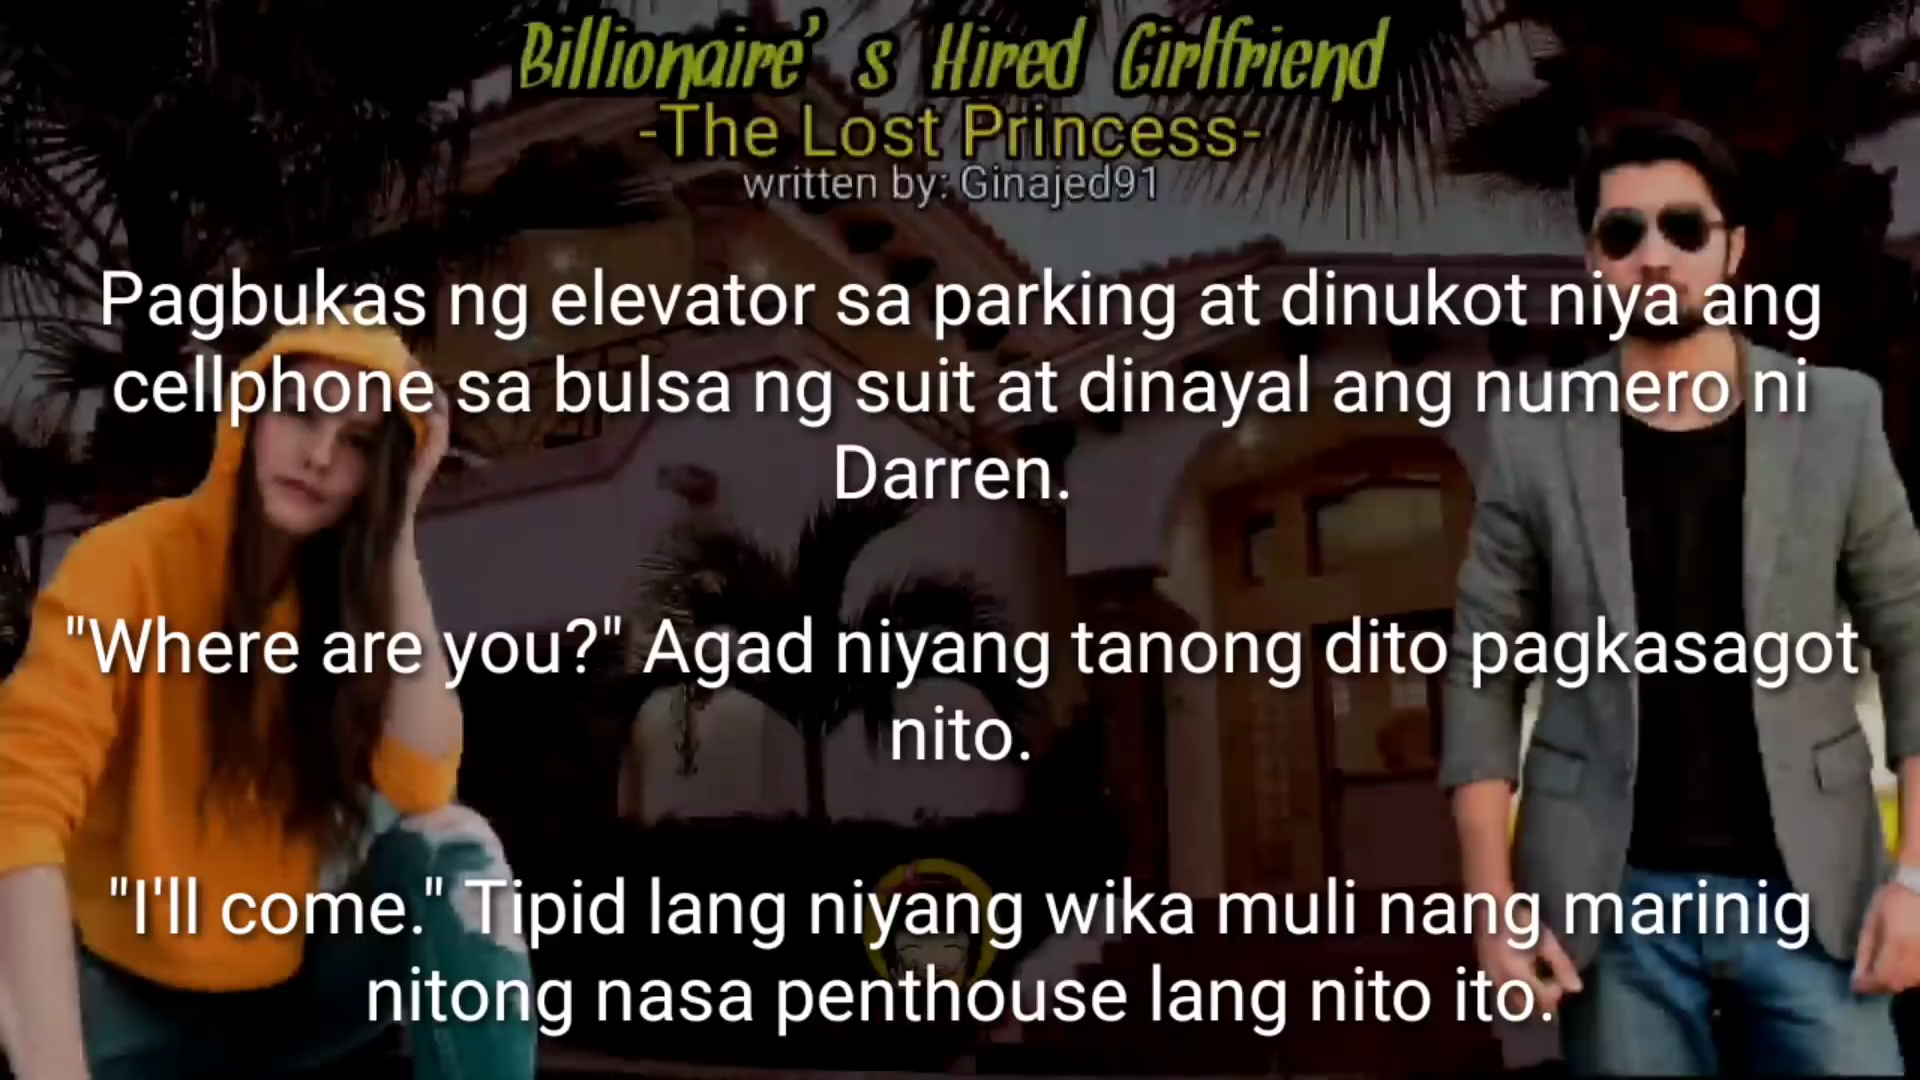 Billionaire' s Hired Girlfriend
-The Lost Princess-
written by: Ginajed91
Pagbukas ng elevator sa parking at dinukot niya ang
cellphone sa bulsa ng suit at dinayal ang numero ni
Darren.
"Where are you?" Agad niyang tanong dito pagkasagot
nito.
"I'll come." Tipid lang niyang wika muli nang marinig
nitong nasa penthouse lang nito ito.